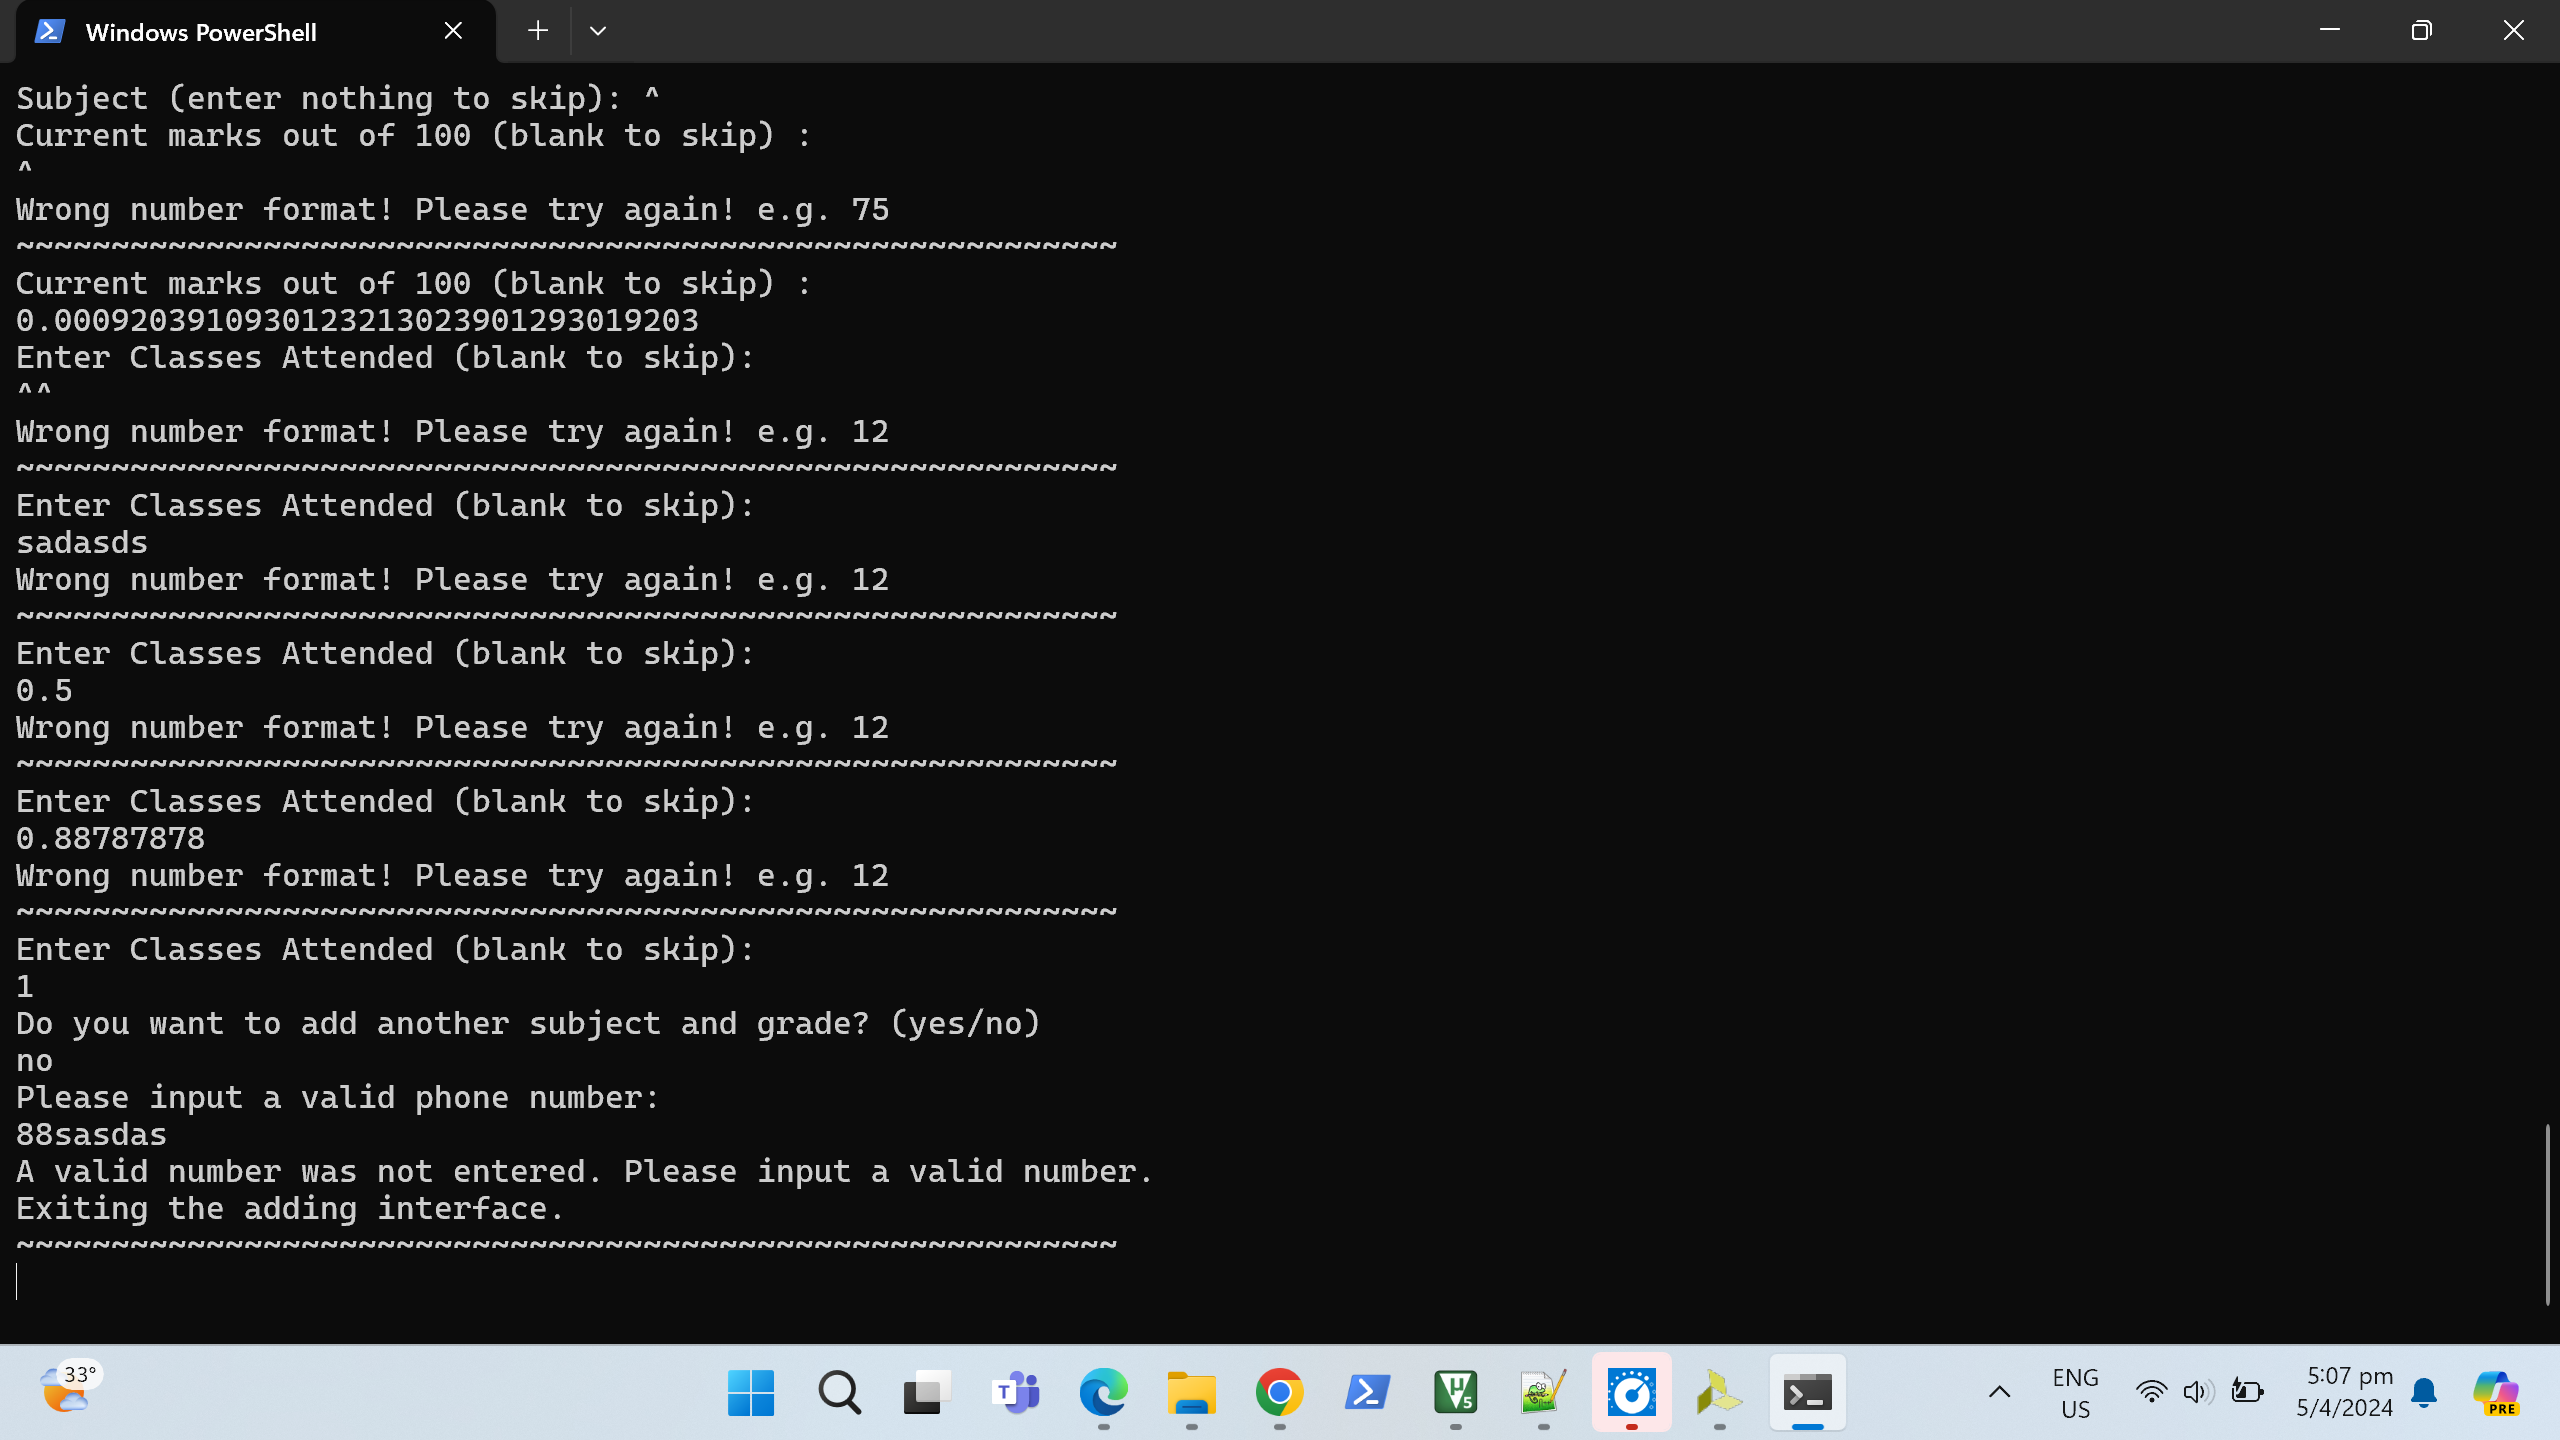 Windows PowerShell
Subject (enter nothing to skip): ^
Current marks out of 100 (blank to skip) :
^
Wrong number format! Please try again! e.g. 75
~~~~~~~~~~~~~~~~~~~~~~~~~~~~~~~~~~~~~~~~~~~~~~~~~~~~~~~~~~
Current marks out of 100 (blank to skip) :
0.0009203910930123213023901293019203
Enter Classes Attended (blank to skip):
^^
Wrong number format! Please try again! e.g. 12
~~~~~~~~~~~~~~~~~~~~~~~~~~~~~~~~~~~~~~~~~~~~~~~~~~~~~~~~~~
Enter Classes Attended (blank to skip):
sadasds
Wrong number format! Please try again! e.g. 12
~~~~~~~~~~~~~~~~~~~~~~~~~~~~~~~~~~~~~~~~~~~~~~~~~~~~~~~~~~
Enter Classes Attended (blank to skip):
0.5
Wrong number format! Please try again! e.g. 12
~~~~~~~~~~~~~~~~~~~~~~~~~~~~~~~~~~~~~~~~~~~~~~~~~~~~~~~~~~
Enter Classes Attended (blank to skip):
0.88787878
Wrong number format! Please try again! e.g. 12
~~~~~~~~~~~~~~~~~~~~~~~~~~~~~~~~~~~~~~~~~~~~~~~~~~~~~~~~~~
Enter Classes Attended (blank to skip):
1
Do you want to add another subject and grade? (yes/no)
no
Please input a valid phone number:
88sasdas
A valid number was not entered. Please input a valid number.
Exiting the adding interface.
~~~~~~~~~~~~~~~~~~~~~~~~~~~~~~~~~~~~~~~~~~~~~~~~~~~~~~~~~~
33°
T
μ5
ENG
US
5:07 pm
5/4/2024
PRE